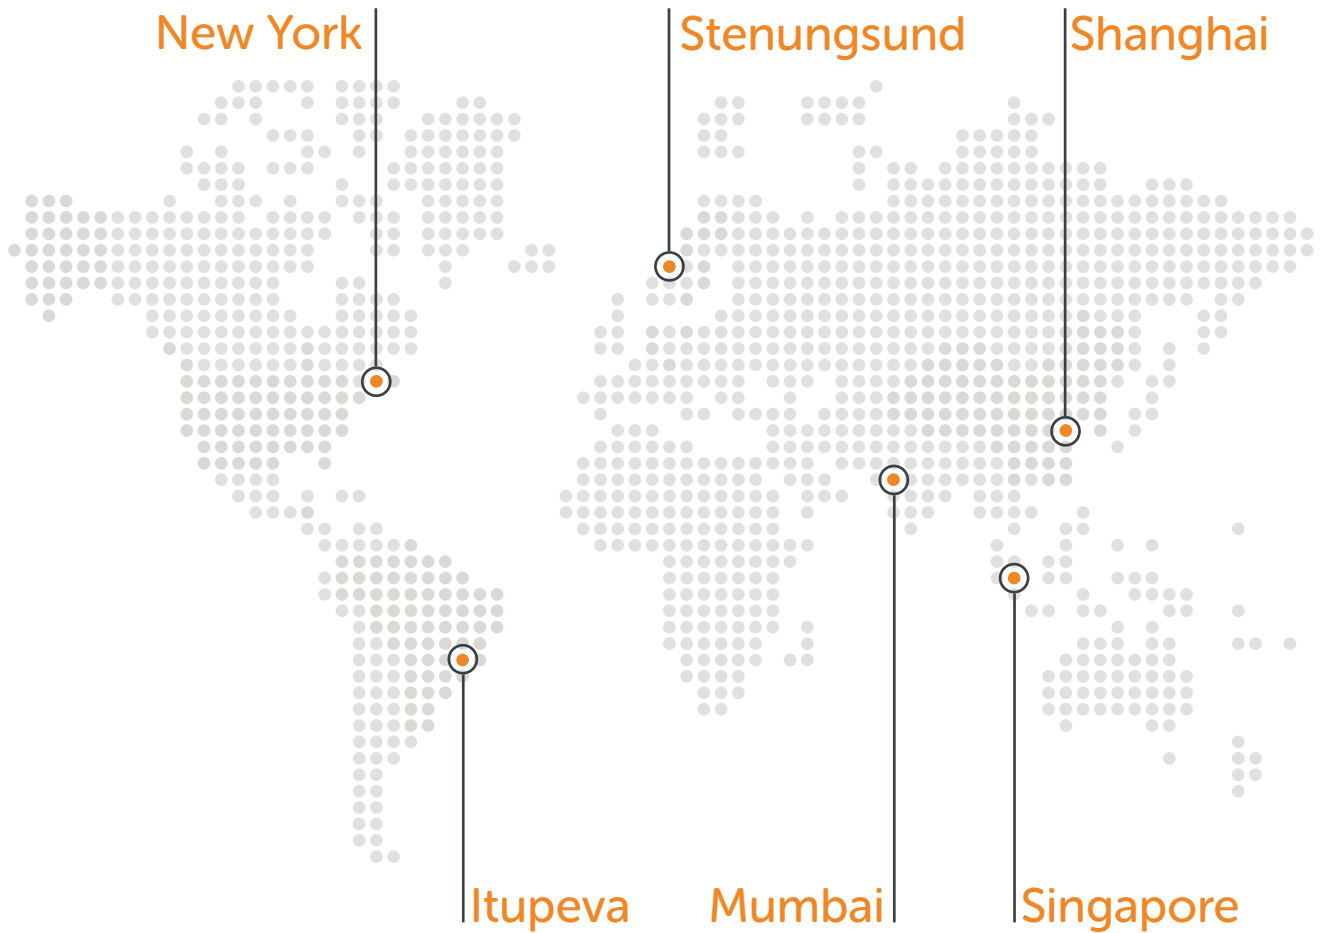 New York
Stenungsund
Shanghai
Itupeva
Mumbai
Singapore